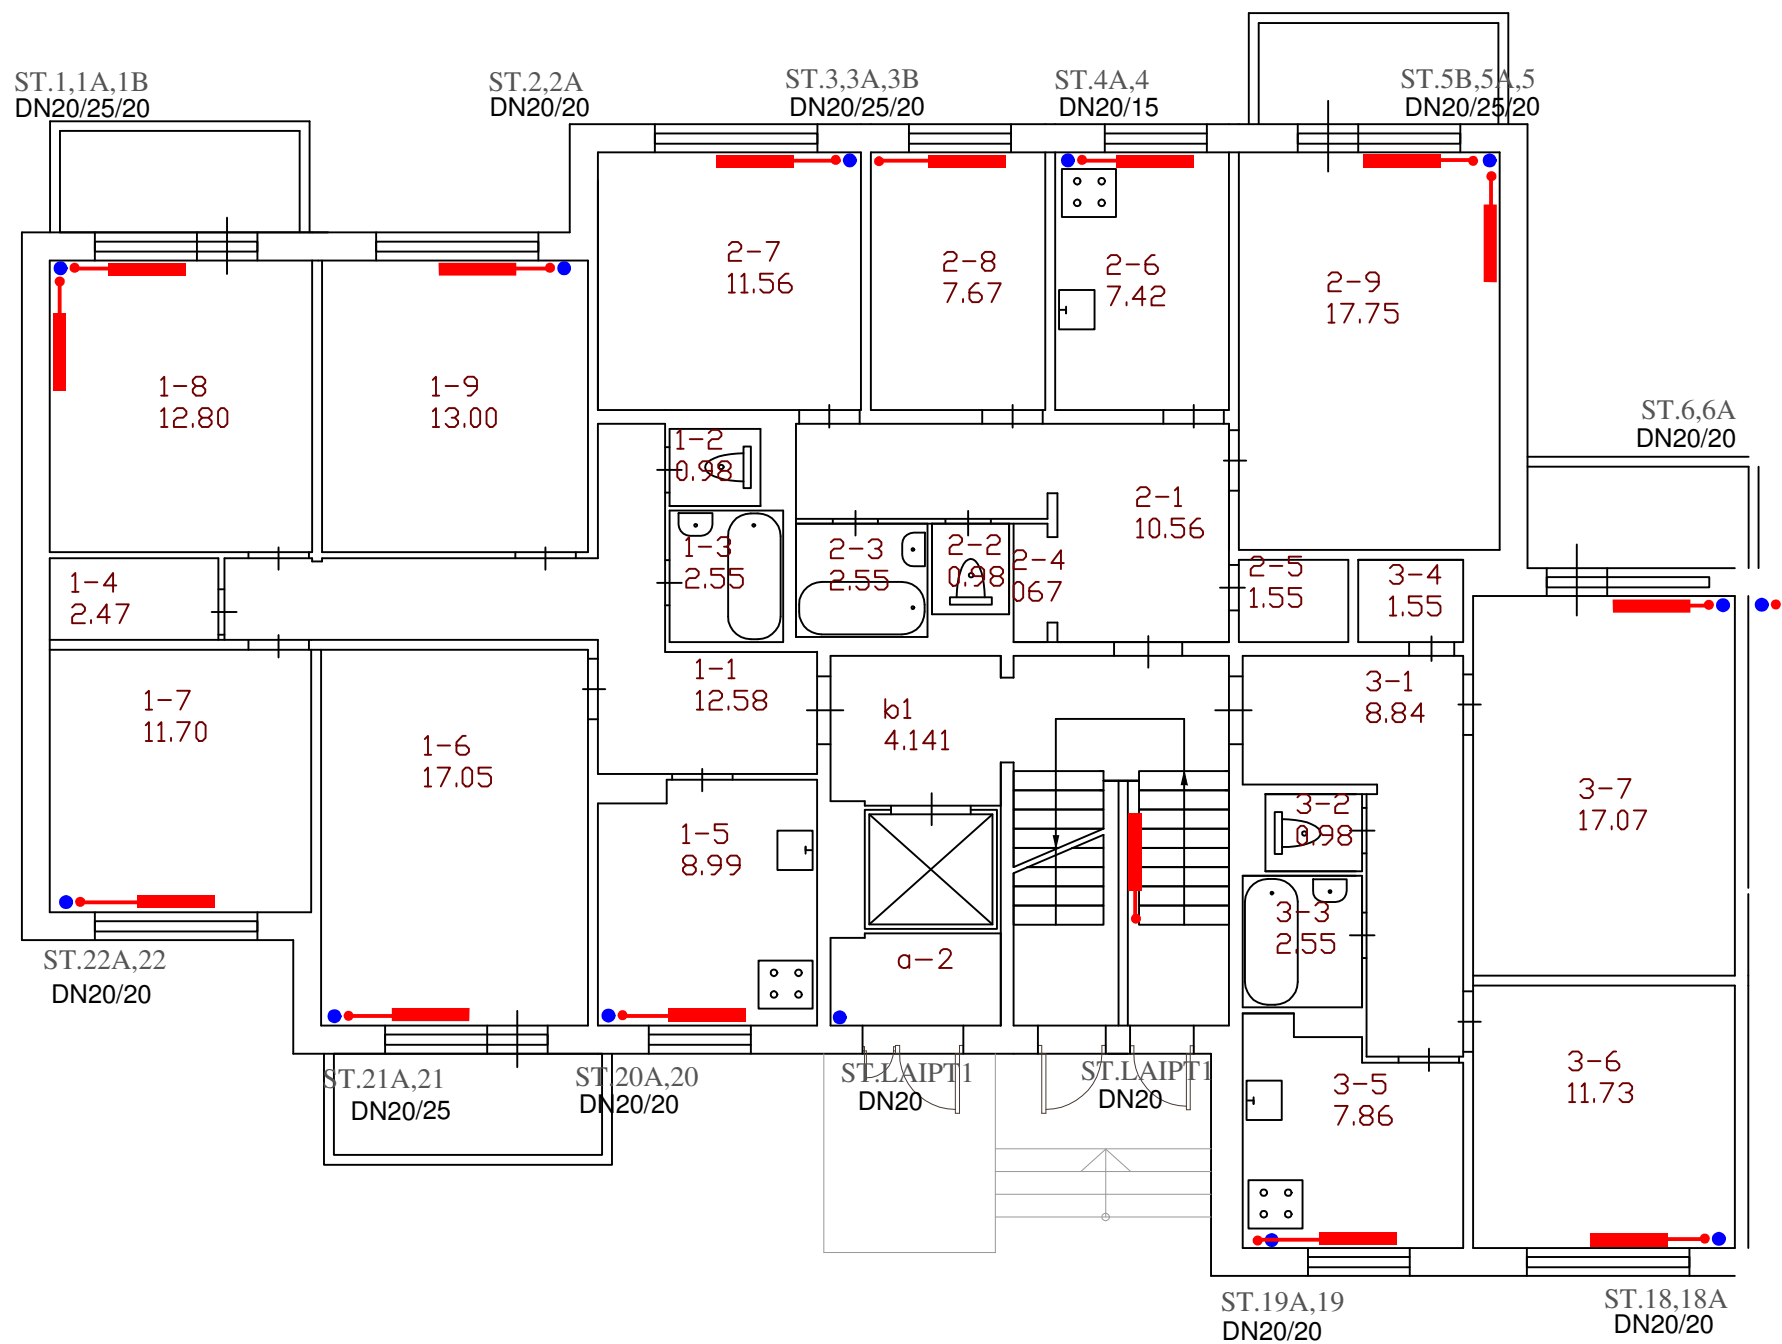 ST.1,1A,1B
DN20/25/20
ST.2,2A
DN20/20
ST.3,3A,3B
DN20/25/20
ST.4A,4
DN20/15
ST.5B,5A,5
DN20/25/20
2-7
11.56
2-8
7.67
2-6
7.42
2-9
17.75
1-8
12.80
1-9
13.00
ST.6,6A
DN20/20
1-2
0.98
2-1
10.56
1-3
2.55
2-3
2.55
2-2
0.98
2-4
067
2-5
1.55
3-4
1.55
1-4
2.47
1-7
11.70
1-6
17.05
1-1
12.58
b1
4.141
3-1
8.84
1-5
8.99
3-2
0.98
3-7
17.07
3-3
2.55
a-2
ST.22A,22
DN20/20
ST.21A,21
DN20/25
ST.20A,20
DN20/20
ST.LAIPT1
DN20
ST.LAIPT1
DN20
3-5
7.86
3-6
11.73
ST.19A,19
DN20/20
ST.18,18A
DN20/20